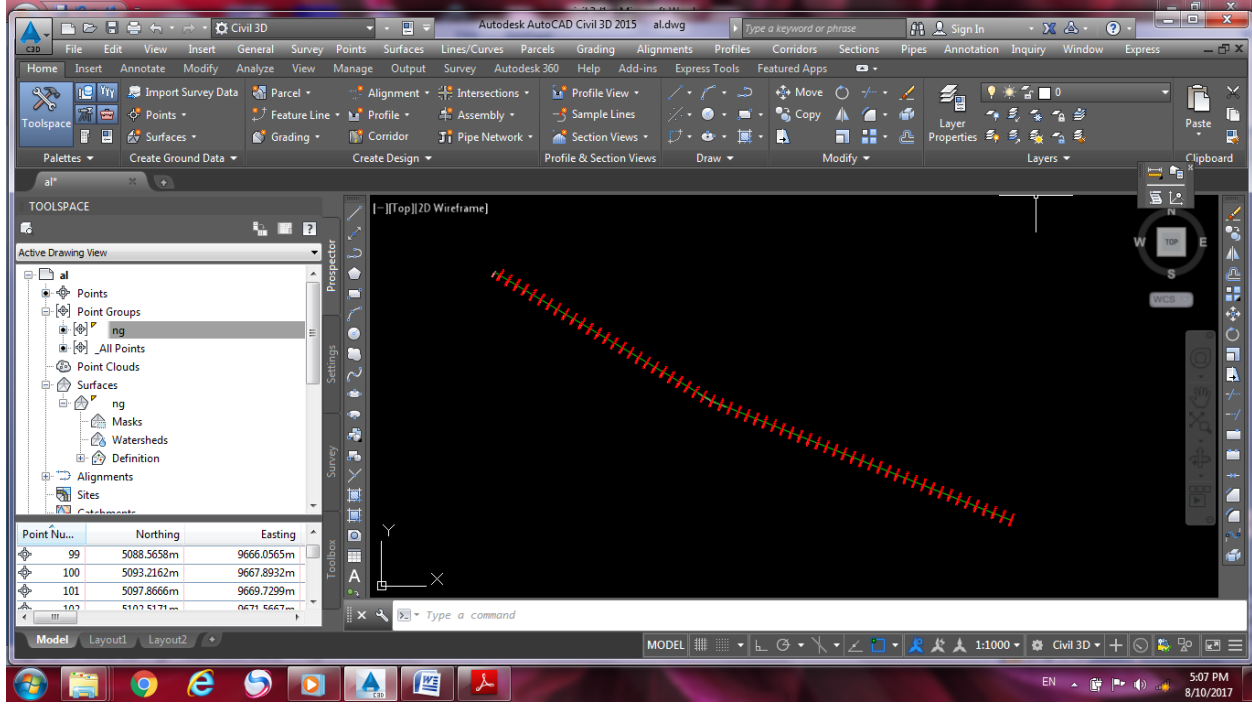 Autodesk AutoCAD Civil 3D 2015 al.dwg
Civil 3D
Type a keyword or phrase
Sign In
C3D
File Edit View Insert General Survey Points Surfaces Lines/Curves Parcels Grading Alignments Profiles Corridors Sections Pipes Annotation Inquiry Window Express
Home Insert Annotate Modify Analyze View Manage Output Survey Autodesk 360 Help Add-ins Express Tools Featured Apps
Toolspace
Import Survey Data Parcel Alignment Intersections Profile View Move 0
Points Feature Line Profile Assembly Sample Lines Copy Layer Properties Paste
Surfaces Grading Corridor Pipe Network Section Views
Palettes Create Ground Data Create Design Profile & Section Views Draw Modify Layers Clipboard
al*
TOOLSPACE
[−][Top][2D Wireframe]
Active Drawing View
al
Points
Point Groups
ng
_All Points
Point Clouds
Surfaces
ng
Masks
Watersheds
Definition
Alignments
Sites
Catchments
Prospector
Settings
Survey
Toolbox
N
W TOP E
S
WCS
Y
X
Point Nu... Northing Easting
99 5088.5658m 9666.0565m
100 5093.2162m 9667.8932m
101 5097.8666m 9669.7299m
102 5102.5171m 9671.5667m
Type a command
Model Layout1 Layout2
MODEL 1:1000 Civil 3D
EN 5:07 PM
8/10/2017